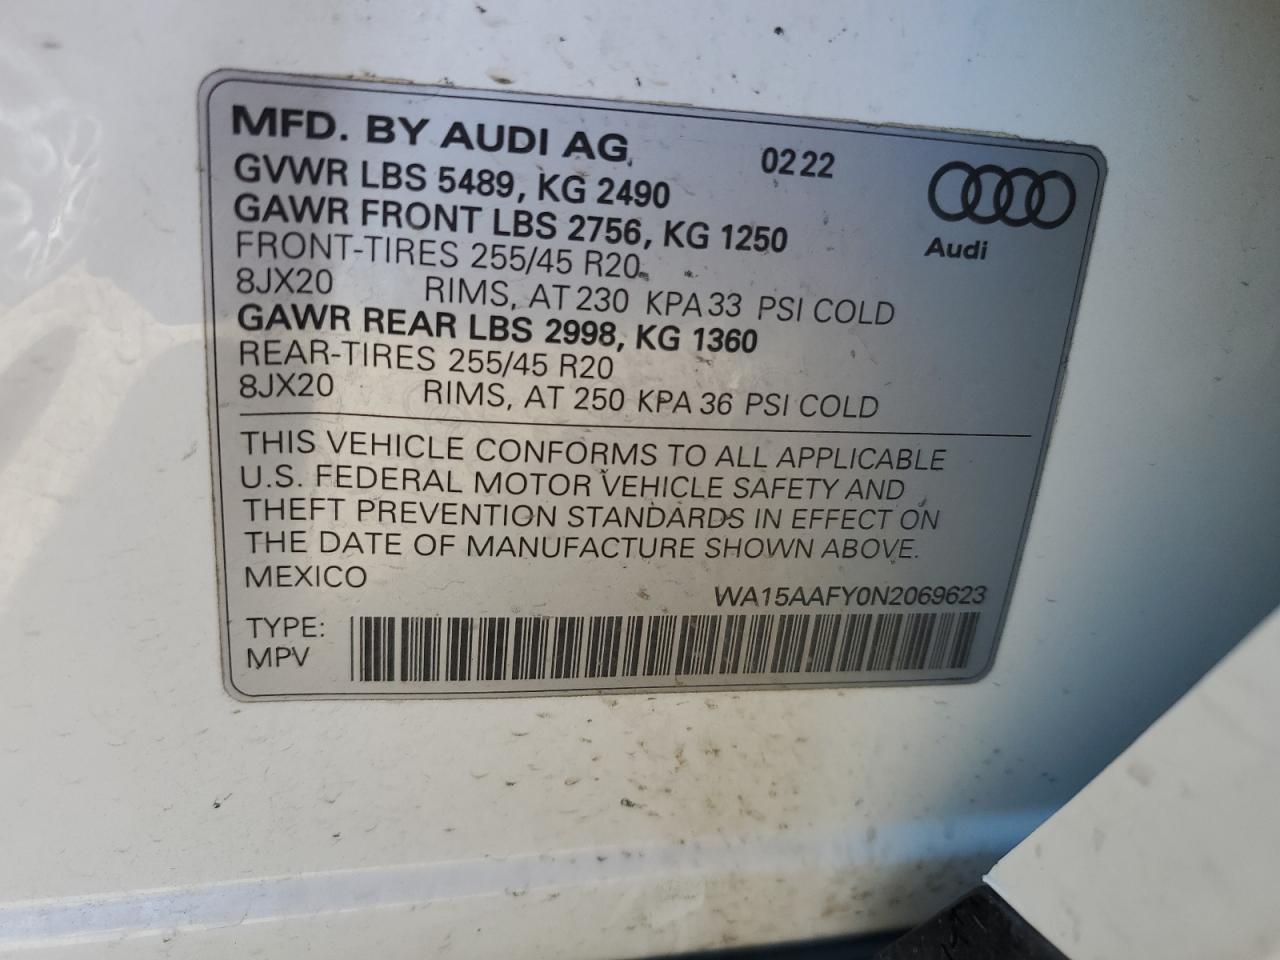 MFD. BY AUDI AG 0222
GVWR LBS 5489, KG 2490
GAWR FRONT LBS 2756, KG 1250
Audi
FRONT-TIRES 255/45 R20
8JX20 RIMS, AT 230 KPA 33 PSI COLD
GAWR REAR LBS 2998, KG 1360
REAR-TIRES 255/45 R20
8JX20 RIMS, AT 250 KPA 36 PSI COLD
THIS VEHICLE CONFORMS TO ALL APPLICABLE
U.S. FEDERAL MOTOR VEHICLE SAFETY AND
THEFT PREVENTION STANDARDS IN EFFECT ON
THE DATE OF MANUFACTURE SHOWN ABOVE.
MEXICO
WA15AAFY0N2069623
TYPE:
MPV